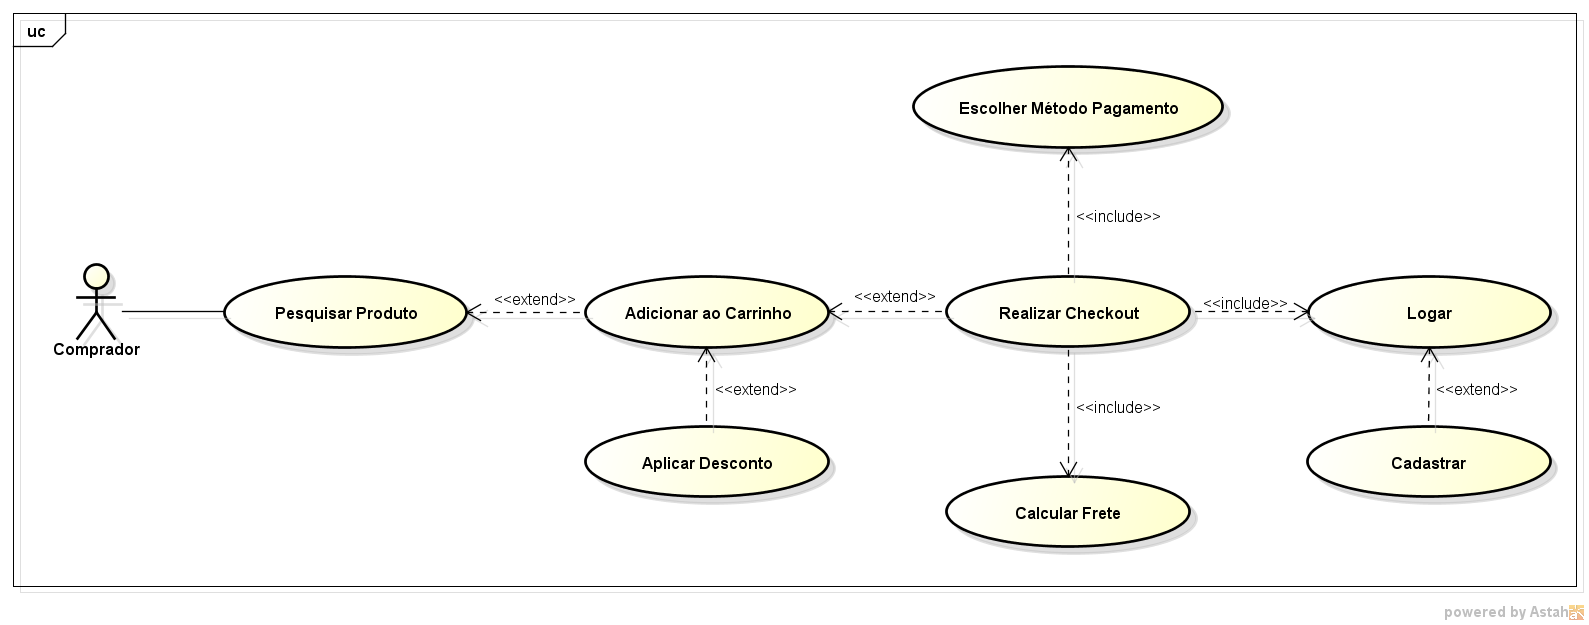 uc
Escolher Método Pagamento
<<include>>
Comprador
Pesquisar Produto
<<extend>>
Adicionar ao Carrinho
<<extend>>
Realizar Checkout
<<include>>
Logar
<<extend>>
<<include>>
<<extend>>
Aplicar Desconto
Calcular Frete
Cadastrar
powered by Astah